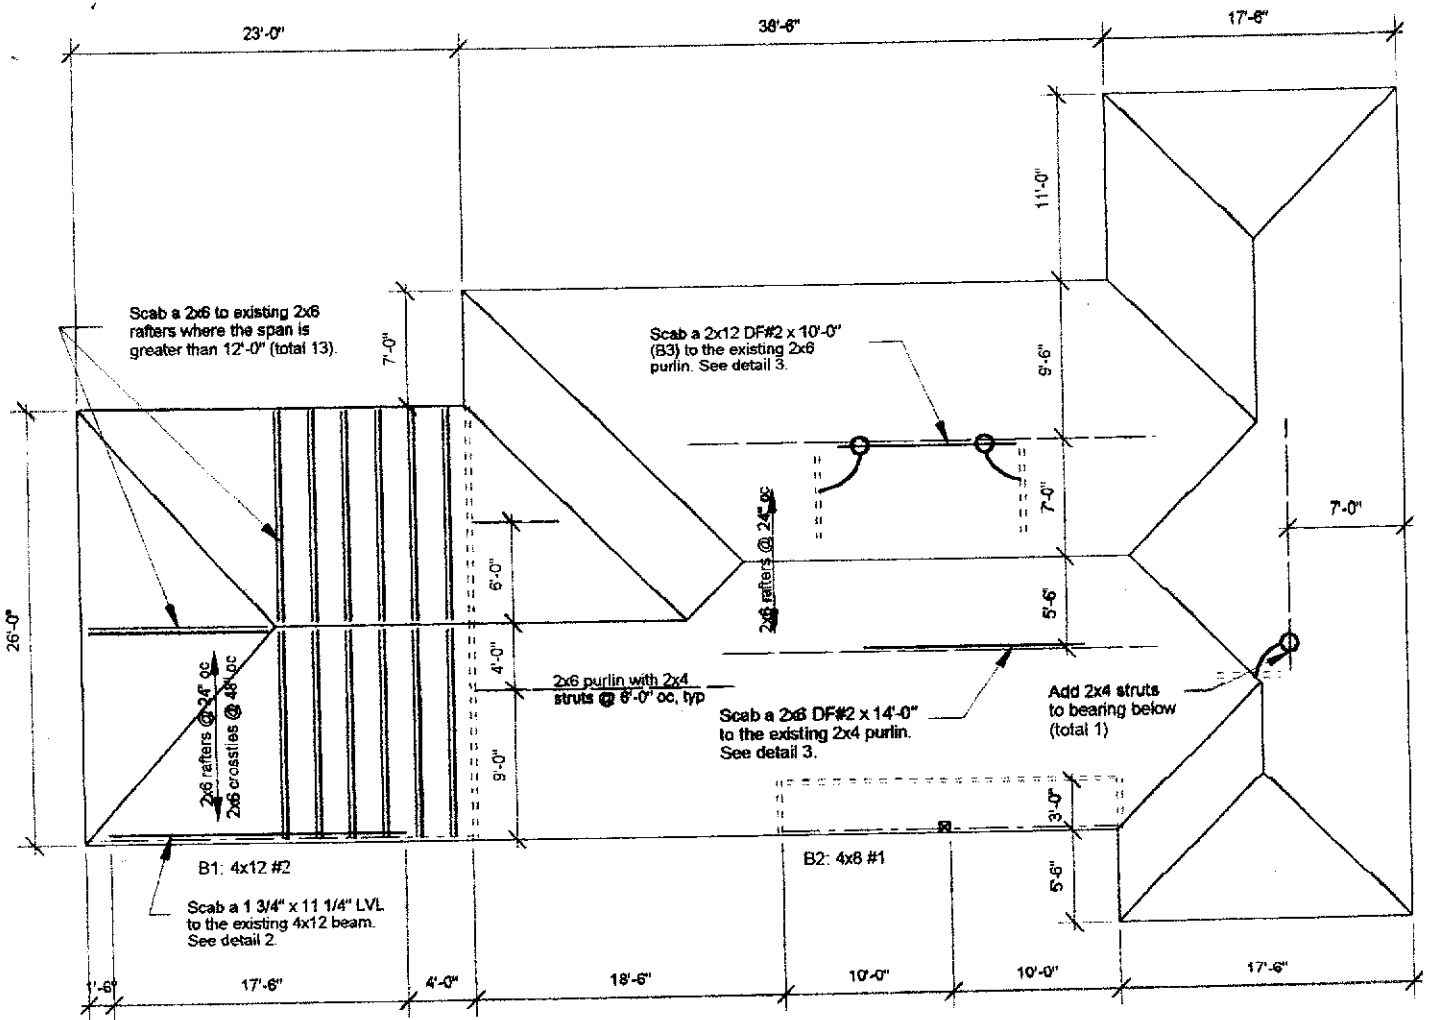 23'-0"
38'-6"
17'-6"
11'-0"
Scab a 2x6 to existing 2x6
rafters where the span is
greater than 12'-0" (total 13).
7'-0"
Scab a 2x12 DF#2 x 10'-0"
(B3) to the existing 2x6
purlin. See detail 3.
9'-6"
26'-0"
6'-0"
2x6 rafters @ 24" oc
7'-0"
7'-0"
5'-6"
4'-0"
2x6 rafters @ 24" oc
2x6 crossties @ 48" oc
2x6 purlin with 2x4
struts @ 6'-0" oc, typ
Scab a 2x6 DF#2 x 14'-0"
to the existing 2x4 purlin.
See detail 3.
Add 2x4 struts
to bearing below
(total 1)
9'-0"
3'-0"
B1: 4x12 #2
B2: 4x8 #1
5'-6"
Scab a 1 3/4" x 11 1/4" LVL
to the existing 4x12 beam.
See detail 2.
1'-6"
17'-6"
4'-0"
18'-6"
10'-0"
10'-0"
17'-6"